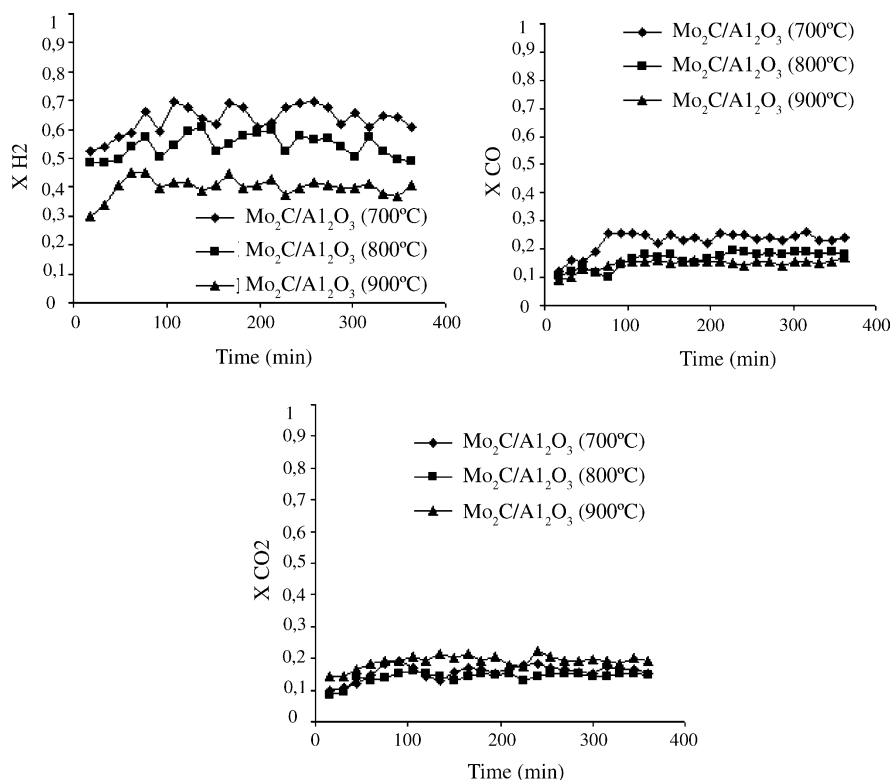 X H2
1
0,9
0,8
0,7
0,6
0,5
0,4
0,3
0,2
0,1
0
Mo₂C/A1₂O₃ (700ºC)
Mo₂C/A1₂O₃ (800ºC)
Mo₂C/A1₂O₃ (900ºC)
0 100 200 300 400
Time (min)
X CO
1
0,9
0,8
0,7
0,6
0,5
0,4
0,3
0,2
0,1
0
Mo₂C/A1₂O₃ (700ºC)
Mo₂C/A1₂O₃ (800ºC)
Mo₂C/A1₂O₃ (900ºC)
0 100 200 300 400
Time (min)
X CO2
1
0,9
0,8
0,7
0,6
0,5
0,4
0,3
0,2
0,1
0
Mo₂C/A1₂O₃ (700ºC)
Mo₂C/A1₂O₃ (800ºC)
Mo₂C/A1₂O₃ (900ºC)
0 100 200 300 400
Time (min)